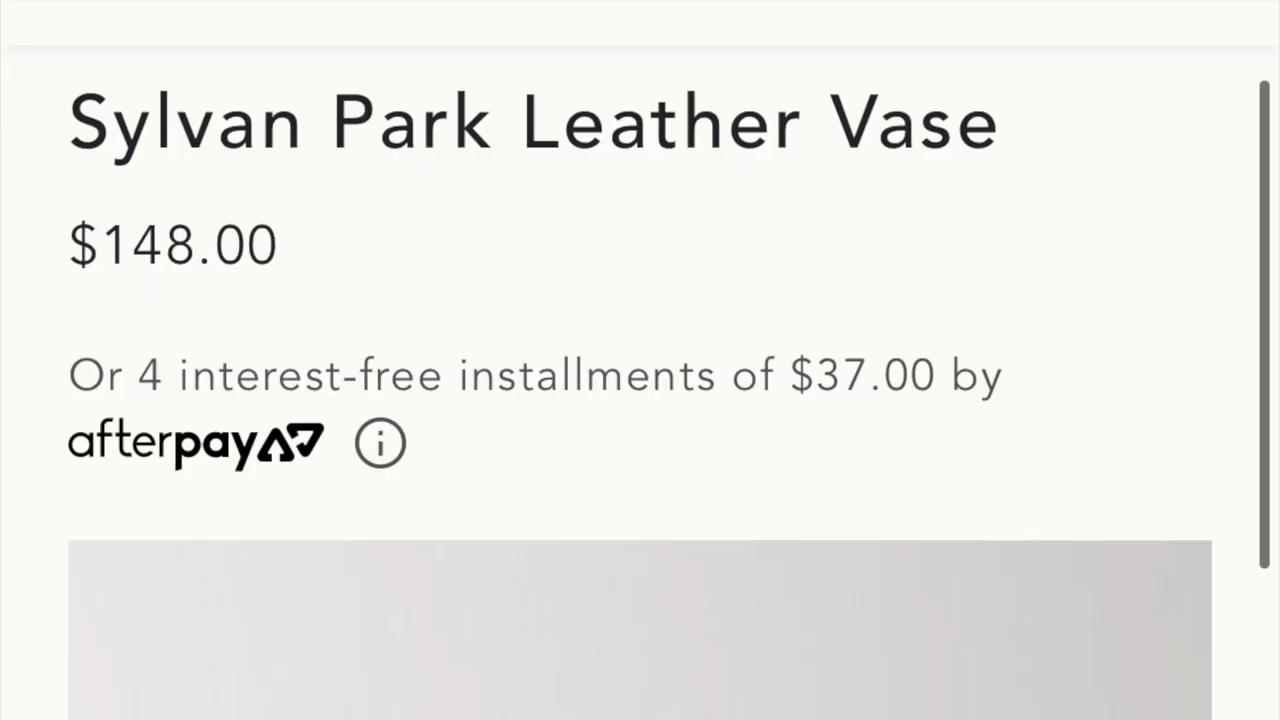 Sylvan Park Leather Vase
$148.00
Or 4 interest-free installments of $37.00 by
afterpay